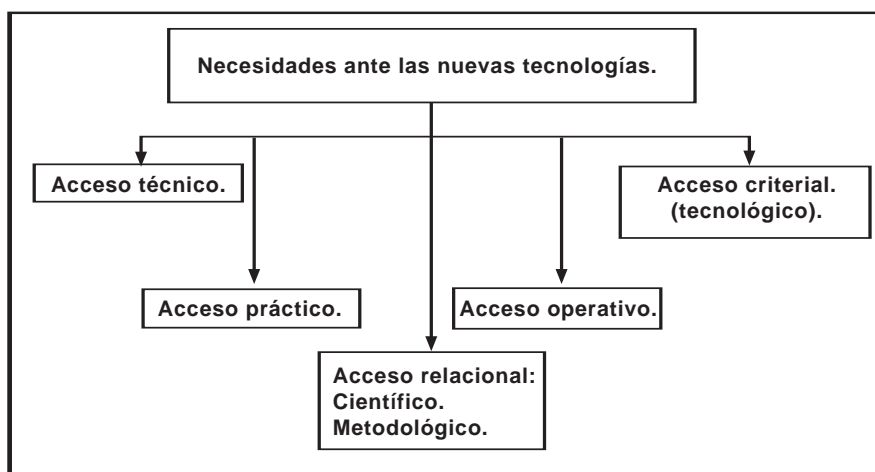 Necesidades ante las nuevas tecnologías.
Acceso técnico.
Acceso criterial.
(tecnológico).
Acceso práctico.
Acceso operativo.
Acceso relacional:
Científico.
Metodológico.